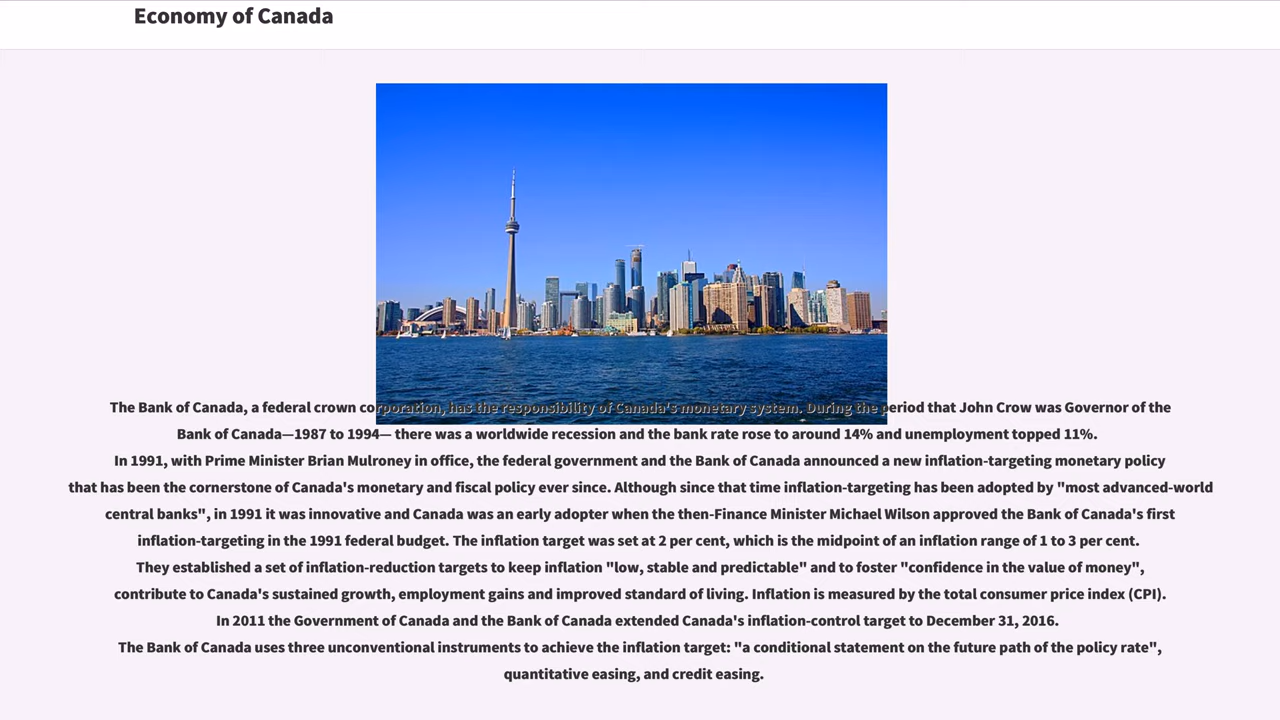 Economy of Canada
The Bank of Canada, a federal crown corporation, has the responsibility of Canada's monetary system. During the period that John Crow was Governor of the
Bank of Canada—1987 to 1994— there was a worldwide recession and the bank rate rose to around 14% and unemployment topped 11%.
In 1991, with Prime Minister Brian Mulroney in office, the federal government and the Bank of Canada announced a new inflation-targeting monetary policy
that has been the cornerstone of Canada's monetary and fiscal policy ever since. Although since that time inflation-targeting has been adopted by "most advanced-world
central banks", in 1991 it was innovative and Canada was an early adopter when the then-Finance Minister Michael Wilson approved the Bank of Canada's first
inflation-targeting in the 1991 federal budget. The inflation target was set at 2 per cent, which is the midpoint of an inflation range of 1 to 3 per cent.
They established a set of inflation-reduction targets to keep inflation "low, stable and predictable" and to foster "confidence in the value of money",
contribute to Canada's sustained growth, employment gains and improved standard of living. Inflation is measured by the total consumer price index (CPI).
In 2011 the Government of Canada and the Bank of Canada extended Canada's inflation-control target to December 31, 2016.
The Bank of Canada uses three unconventional instruments to achieve the inflation target: "a conditional statement on the future path of the policy rate",
quantitative easing, and credit easing.